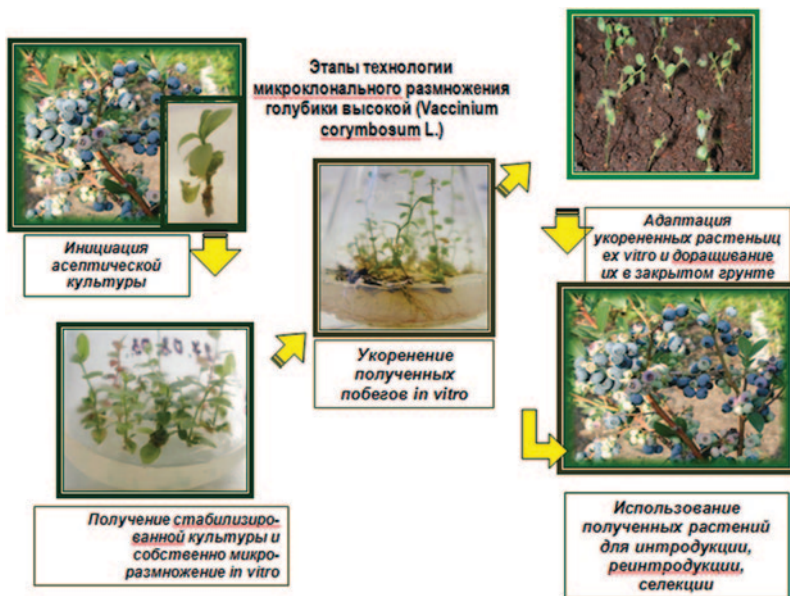 Этапы технологии
микроклонального размножения
голубики высокой (Vaccinium
corymbosum L.)
Инициация
асептической
культуры
Получение стабилизиро-
ванной культуры и
собственно микро-
размножение in vitro
Укоренение
полученных
побегов in vitro
Адаптация
укорененных растеньиц
ex vitro и доращивание
их в закрытом грунте
Использование
полученных растений
для интродукции,
реинтродукции,
селекции